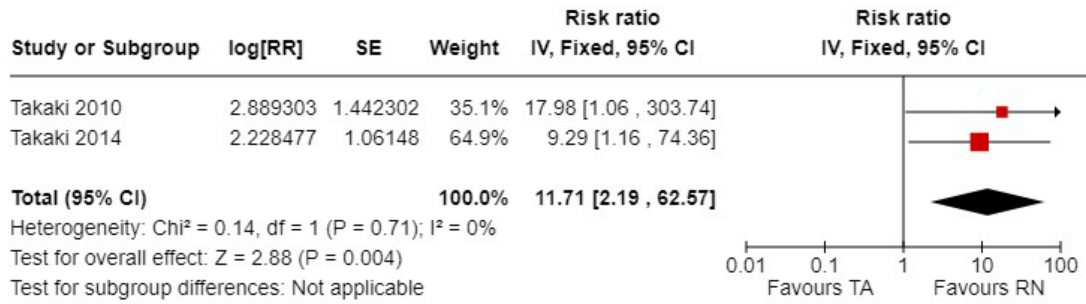 Risk ratio Risk ratio
Study or Subgroup log[RR] SE Weight IV, Fixed, 95% CI IV, Fixed, 95% CI
Takaki 2010 2.889303 1.442302 35.1% 17.98 [1.06 , 303.74]
Takaki 2014 2.228477 1.06148 64.9% 9.29 [1.16 , 74.36]
Total (95% CI) 100.0% 11.71 [2.19 , 62.57]
Heterogeneity: Chi² = 0.14, df = 1 (P = 0.71); I² = 0%
Test for overall effect: Z = 2.88 (P = 0.004)
Test for subgroup differences: Not applicable
0.01 0.1 1 10 100
Favours TA Favours RN